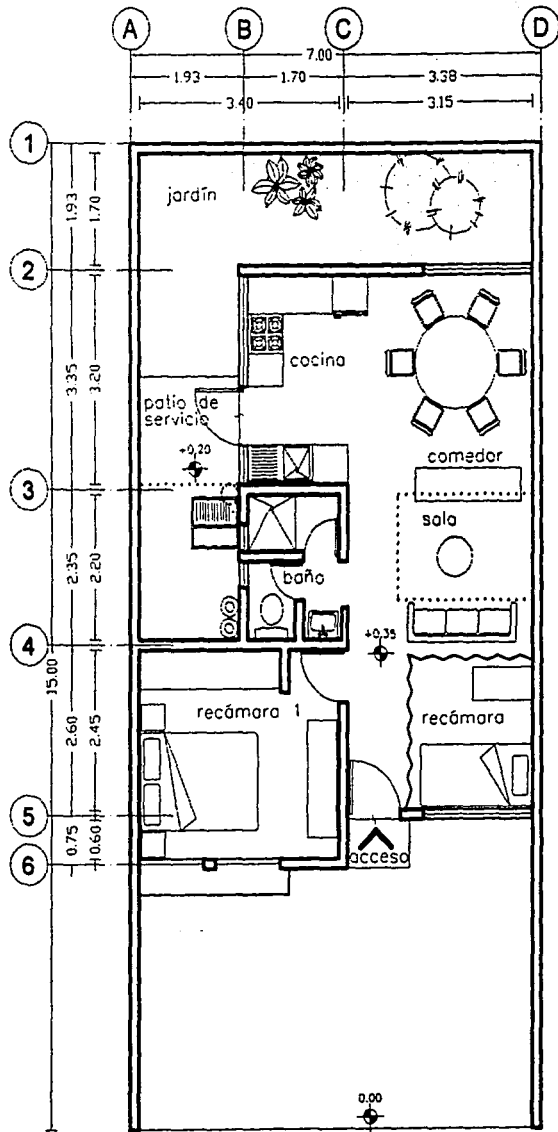 A B C D
7.00
1.93 1.70 3.38
3.40 3.15
1
jardín
1.93 1.70
2
cocina
3.35 3.20
patio de
servicio
+0,20
comedor
3
sala
2.35 2.20
baño
+0,35
4
15.00
recámara 1
recámara
2.60 2.45
5
0.75 0.60
6
acceso
0.00